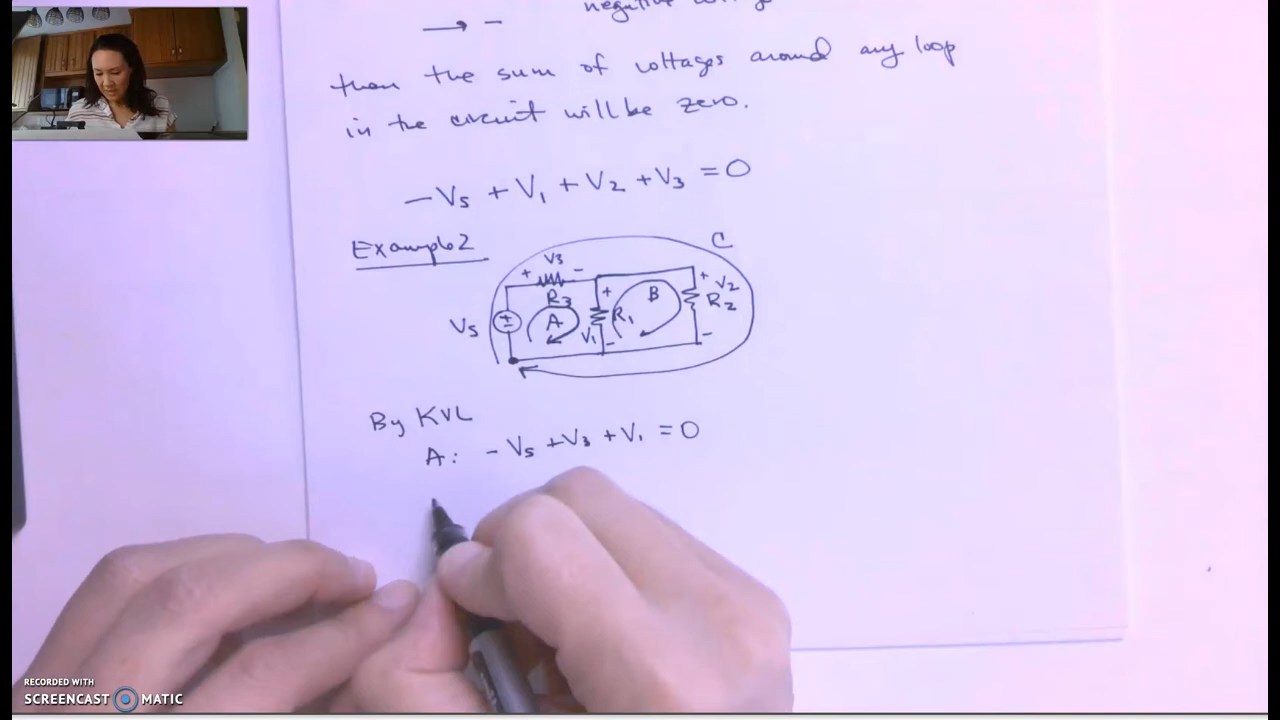 → − negative voltage
then the sum of voltages around any loop
in the circuit will be zero.
−Vs + V1 + V2 + V3 = 0
Example 2
C
+ V3 −
R3
+
B
+ V2
R2
Vs
±
A
R1
V1
−
−
By KVL
A: −Vs + V3 + V1 = 0
RECORDED WITH
SCREENCAST MATIC